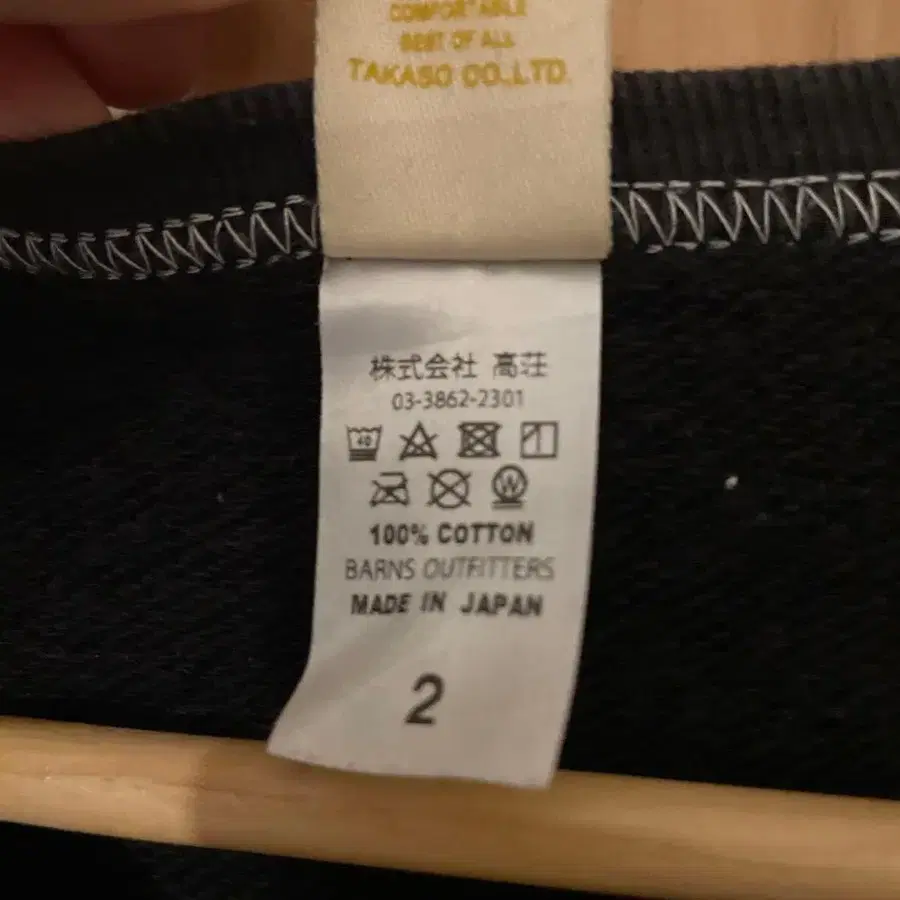 COMFORTABLE
BEST OF ALL
TAKASO CO.,LTD.
株式会社 高荘
03-3862-2301
40
W
100% COTTON
BARNS OUTFITTERS
MADE IN JAPAN
2